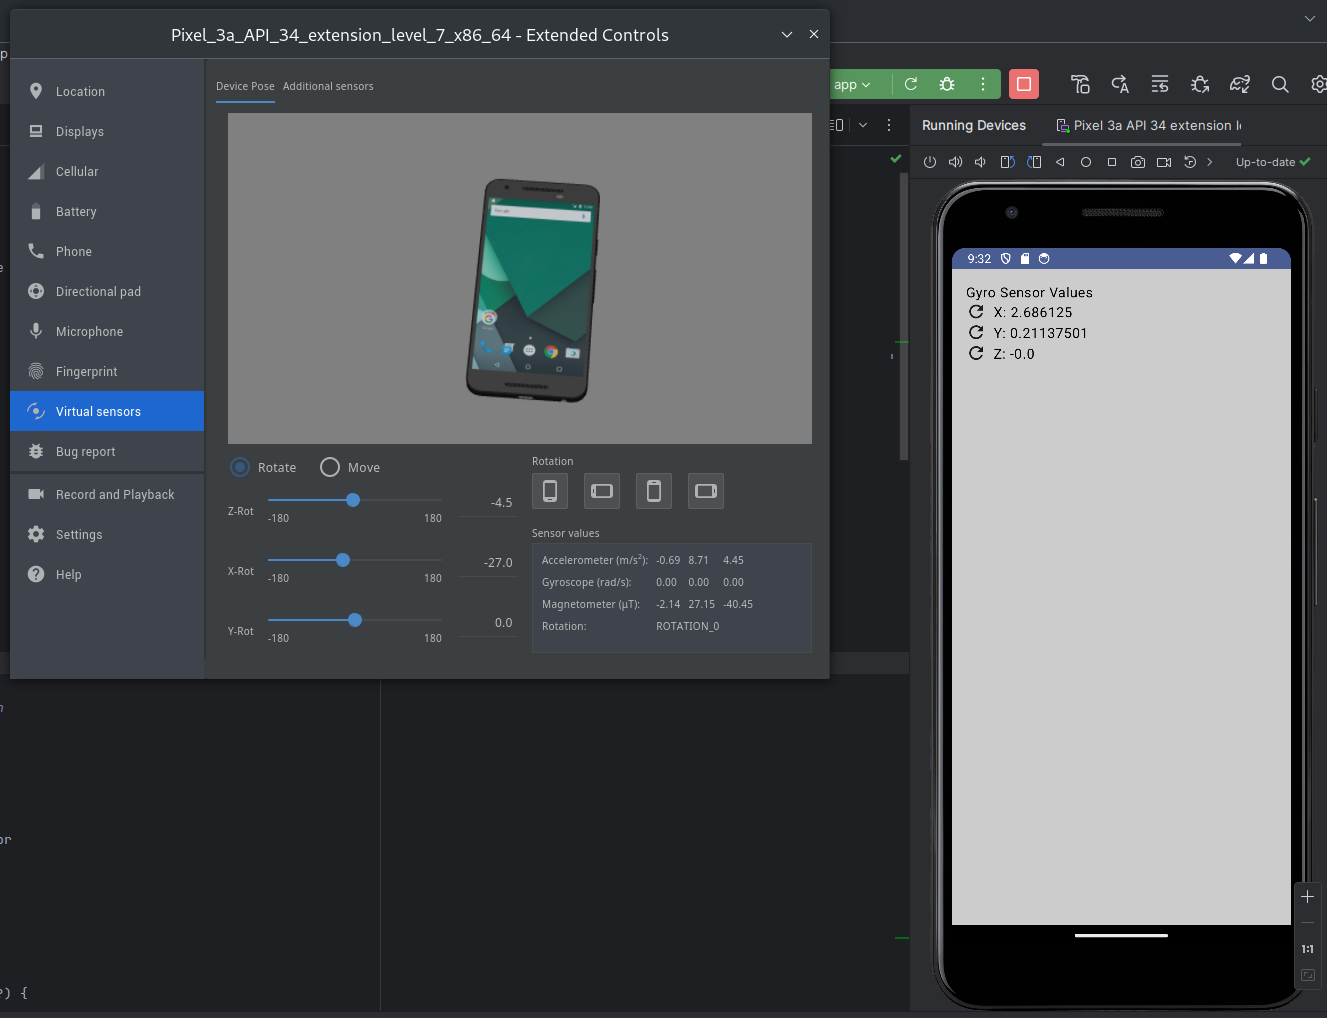 Pixel_3a_API_34_extension_level_7_x86_64 - Extended Controls
p
Location
Displays
Cellular
Battery
Phone
Directional pad
Microphone
Fingerprint
Virtual sensors
Bug report
Record and Playback
Settings
Help
Device Pose Additional sensors
Rotate Move
Z-Rot -180 180 -4.5
X-Rot -180 180 -27.0
Y-Rot -180 180 0.0
Rotation
Sensor values
Accelerometer (m/s²): -0.69 8.71 4.45
Gyroscope (rad/s): 0.00 0.00 0.00
Magnetometer (μT): -2.14 27.15 -40.45
Rotation: ROTATION_0
app
Running Devices Pixel 3a API 34 extension l
Up-to-date
9:32
Gyro Sensor Values
X: 2.686125
Y: 0.21137501
Z: -0.0
1:1
e
n
or
?) {